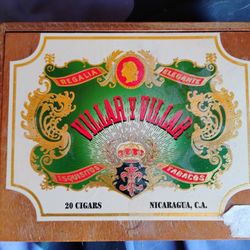 REGALIA ELEGANTE
VILLAR Y VILLAR
EXQUISITOS TABACOS
20 CIGARS NICARAGUA, C.A.